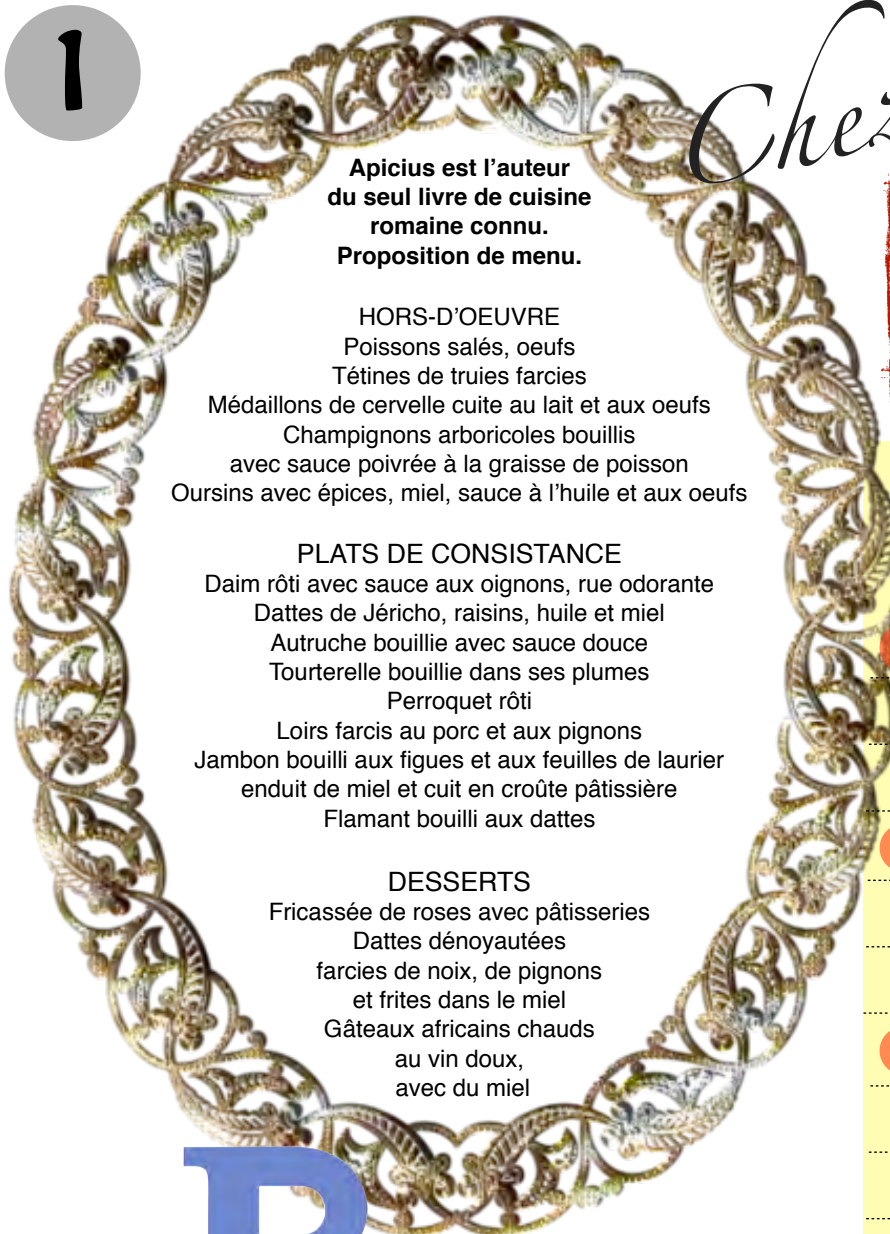 1
Chez
Apicius est l'auteur
du seul livre de cuisine
romaine connu.
Proposition de menu.
HORS-D'OEUVRE
Poissons salés, oeufs
Tétines de truies farcies
Médaillons de cervelle cuite au lait et aux oeufs
Champignons arboricoles bouillis
avec sauce poivrée à la graisse de poisson
Oursins avec épices, miel, sauce à l'huile et aux oeufs
PLATS DE CONSISTANCE
Daim rôti avec sauce aux oignons, rue odorante
Dattes de Jéricho, raisins, huile et miel
Autruche bouillie avec sauce douce
Tourterelle bouillie dans ses plumes
Perroquet rôti
Loirs farcis au porc et aux pignons
Jambon bouilli aux figues et aux feuilles de laurier
enduit de miel et cuit en croûte pâtissière
Flamant bouilli aux dattes
DESSERTS
Fricassée de roses avec pâtisseries
Dattes dénoyautées
farcies de noix, de pignons
et frites dans le miel
Gâteaux africains chauds
au vin doux,
avec du miel